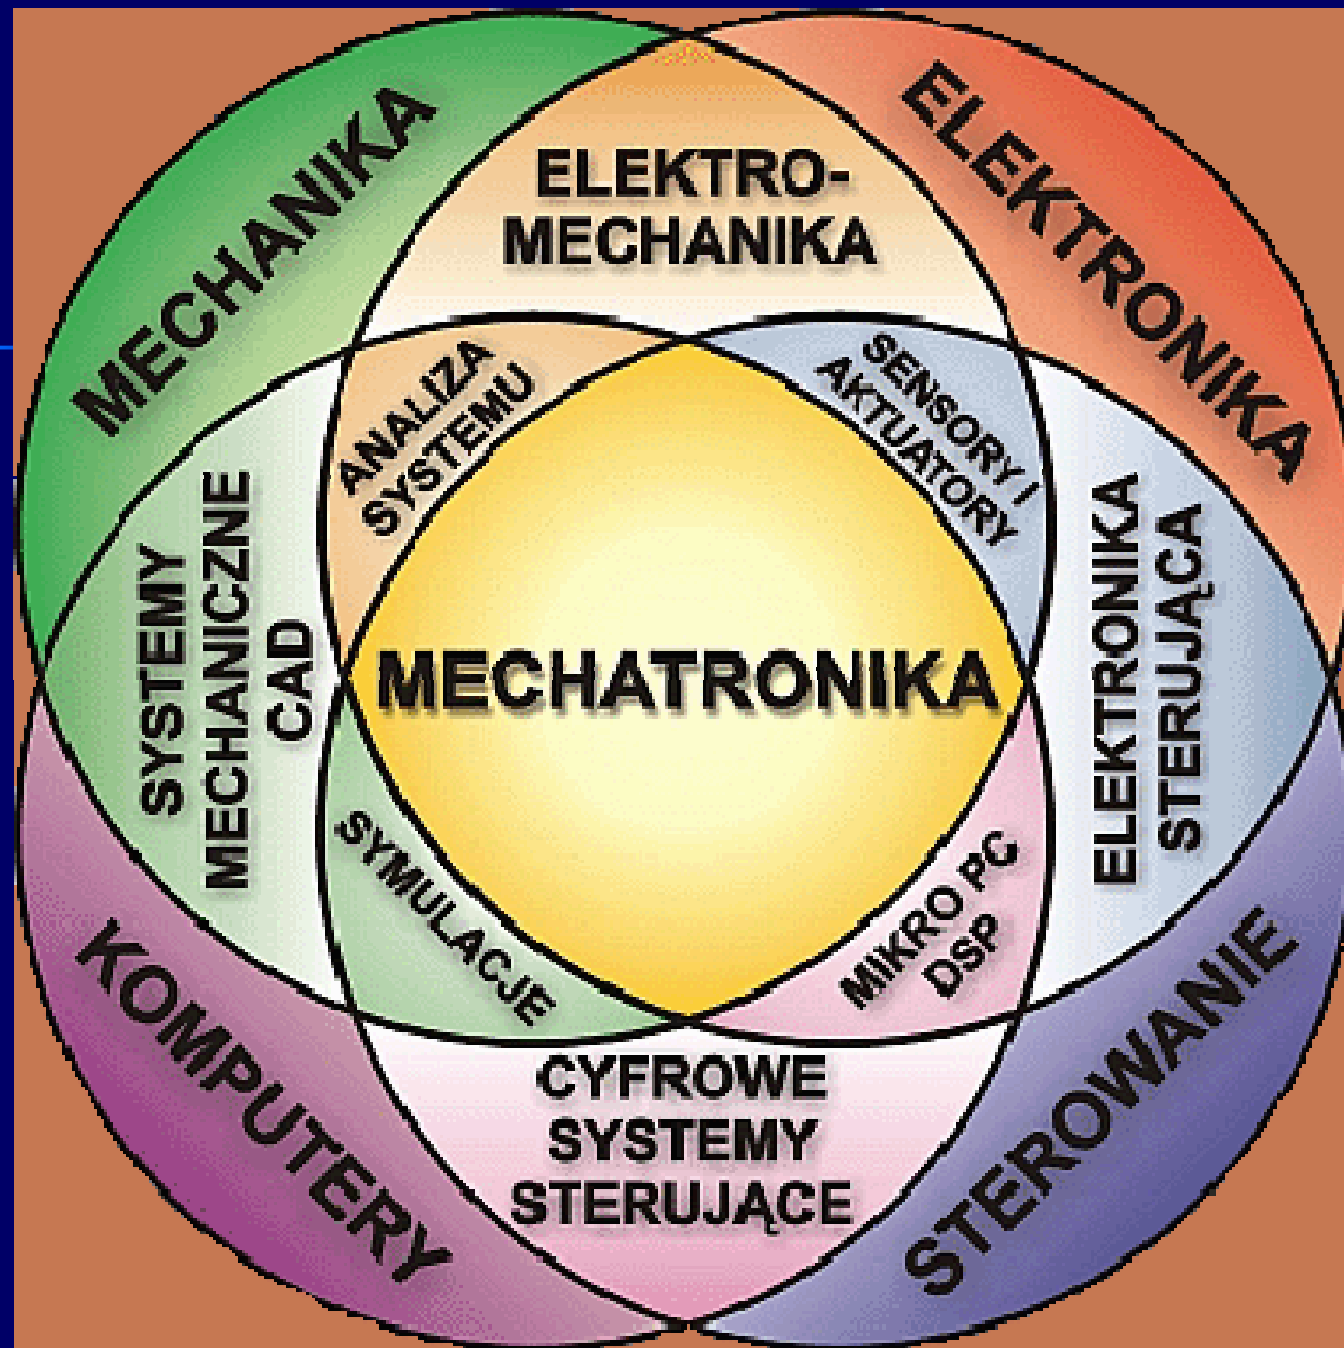 MECHANIKA
ELEKTRONIKA
ELEKTRO-
MECHANIKA
ANALIZA
SYSTEMU
SENSORY I
AKTUATORY
SYSTEMY
MECHANICZNE
CAD
MECHATRONIKA
ELEKTRONIKA
STERUJĄCA
SYMULACJE
MIKRO PC
DSP
KOMPUTERY
CYFROWE
SYSTEMY
STERUJĄCE
STEROWANIE